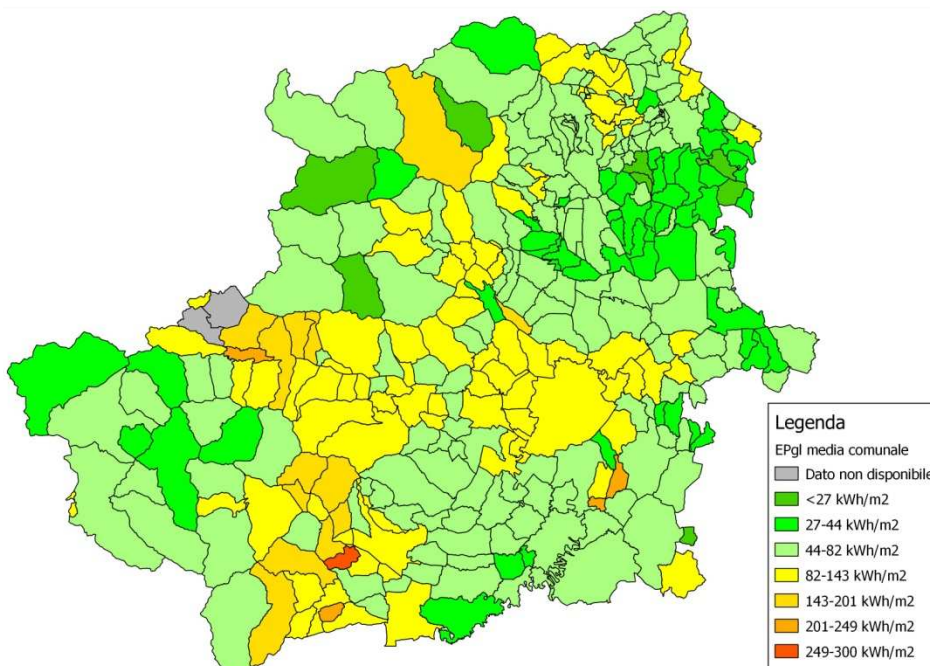 Legenda
EPgl media comunale
Dato non disponibile
<27 kWh/m2
27-44 kWh/m2
44-82 kWh/m2
82-143 kWh/m2
143-201 kWh/m2
201-249 kWh/m2
249-300 kWh/m2